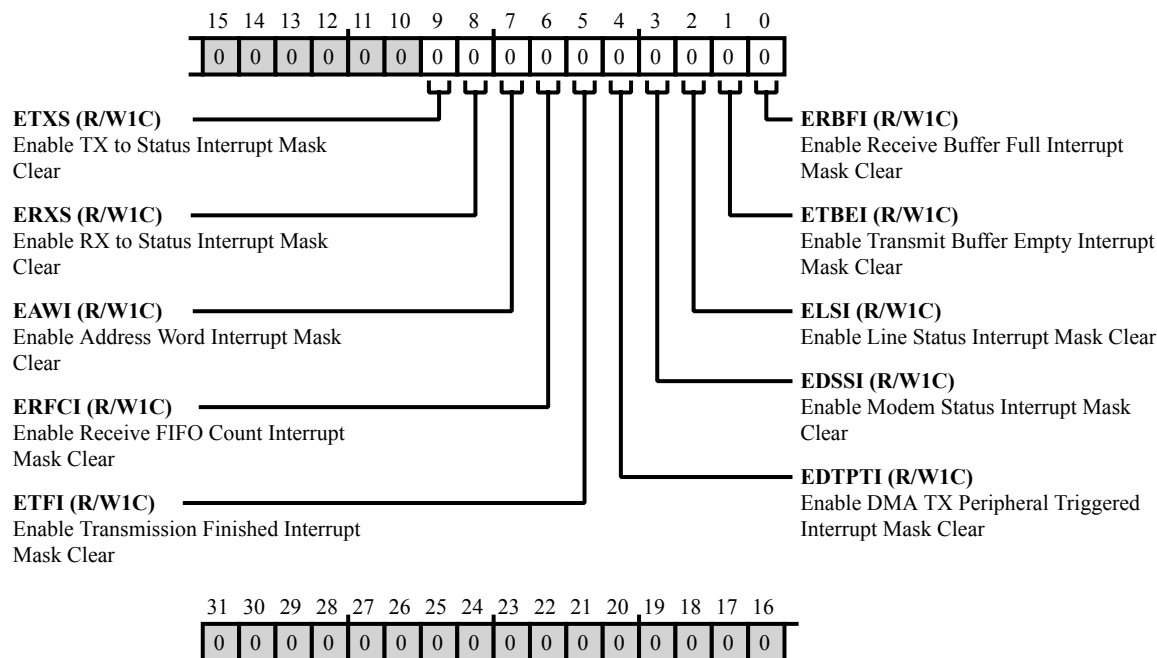 15 14 13 12 11 10 9 8 7 6 5 4 3 2 1 0
0 0 0 0 0 0 0 0 0 0 0 0 0 0 0 0
ETXS (R/W1C)
Enable TX to Status Interrupt Mask
Clear
ERXS (R/W1C)
Enable RX to Status Interrupt Mask
Clear
EAWI (R/W1C)
Enable Address Word Interrupt Mask
Clear
ERFCI (R/W1C)
Enable Receive FIFO Count Interrupt
Mask Clear
ETFI (R/W1C)
Enable Transmission Finished Interrupt
Mask Clear
ERBFI (R/W1C)
Enable Receive Buffer Full Interrupt
Mask Clear
ETBEI (R/W1C)
Enable Transmit Buffer Empty Interrupt
Mask Clear
ELSI (R/W1C)
Enable Line Status Interrupt Mask Clear
EDSSI (R/W1C)
Enable Modem Status Interrupt Mask
Clear
EDTPTI (R/W1C)
Enable DMA TX Peripheral Triggered
Interrupt Mask Clear
31 30 29 28 27 26 25 24 23 22 21 20 19 18 17 16
0 0 0 0 0 0 0 0 0 0 0 0 0 0 0 0